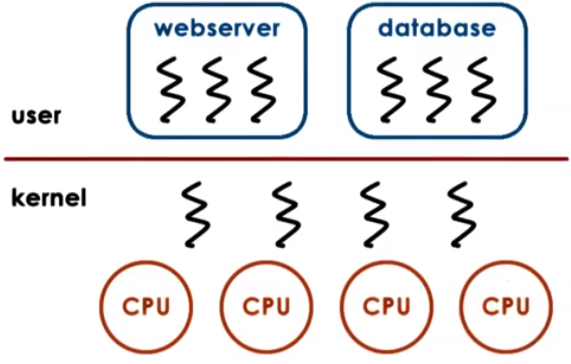 webserver
database
user
kernel
CPU
CPU
CPU
CPU